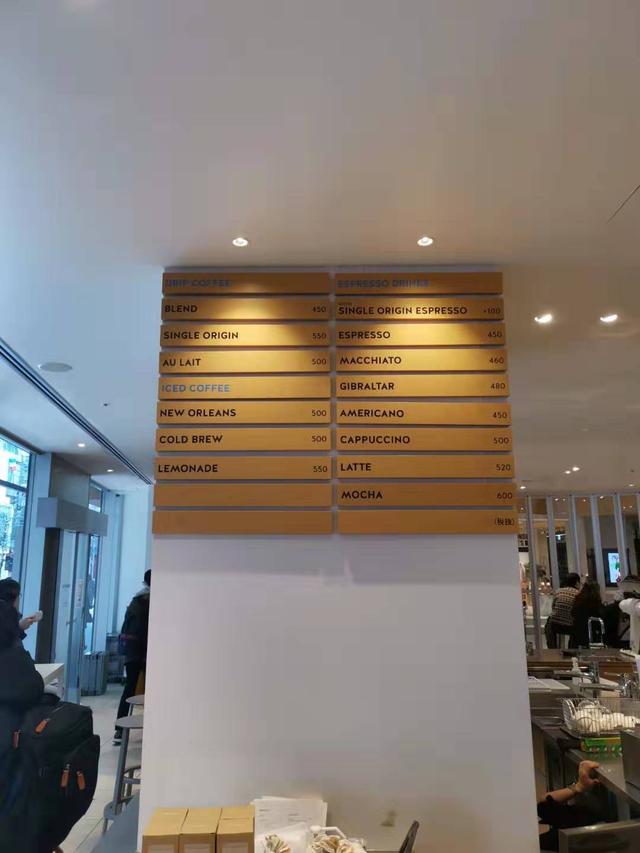 DRIP COFFEE
BLEND 450
SINGLE ORIGIN 550
AU LAIT 500
ICED COFFEE
NEW ORLEANS 500
COLD BREW 500
LEMONADE 550
ESPRESSO DRINKS
SINGLE ORIGIN ESPRESSO +100
ESPRESSO 450
MACCHIATO 460
GIBRALTAR 480
AMERICANO 450
CAPPUCCINO 500
LATTE 520
MOCHA 600
(税抜)